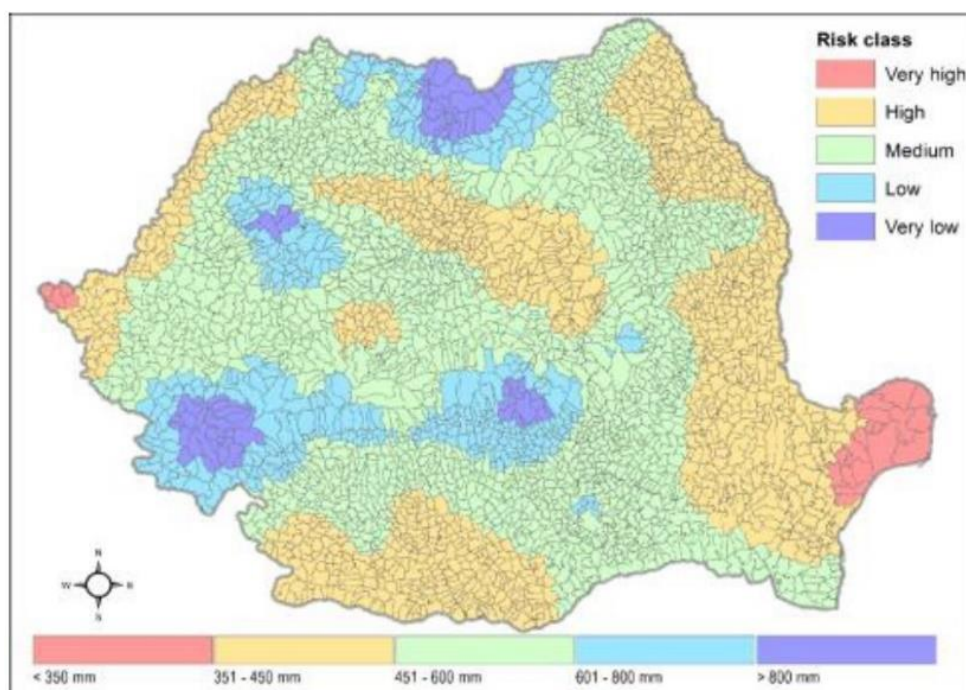 Risk class
Very high
High
Medium
Low
Very low
N
W
S
< 350 mm
351 - 450 mm
451 - 600 mm
601 - 800 mm
> 800 mm